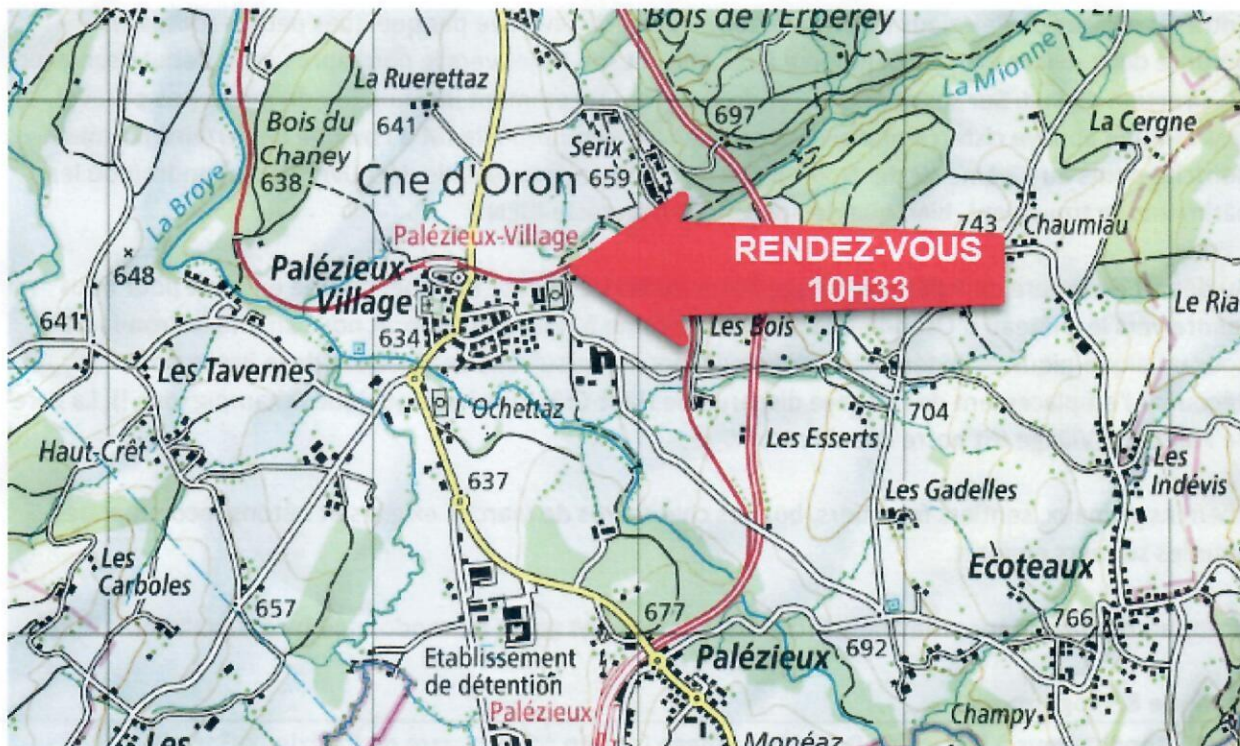 Bois de l'Erberey
727
La Mionne
La Ruerettaz
641
697
La Cergne
Bois du
Chaney
638
Serix
659
Cne d'Oron
La Broye
743
Chaumiau
Palézieux-Village
RENDEZ-VOUS
10H33
648
Palézieux
Village
641
634
Les Bois
Le Ria
Les Tavernes
L'Ochettaz
704
Haut-Crêt
Les Esserts
637
Les
Indévis
Les Gadelles
Les
Carboles
657
Ecoteaux
677
766
692
Etablissement
de détention
Palézieux
Palézieux
Champy
Monéaz
Les